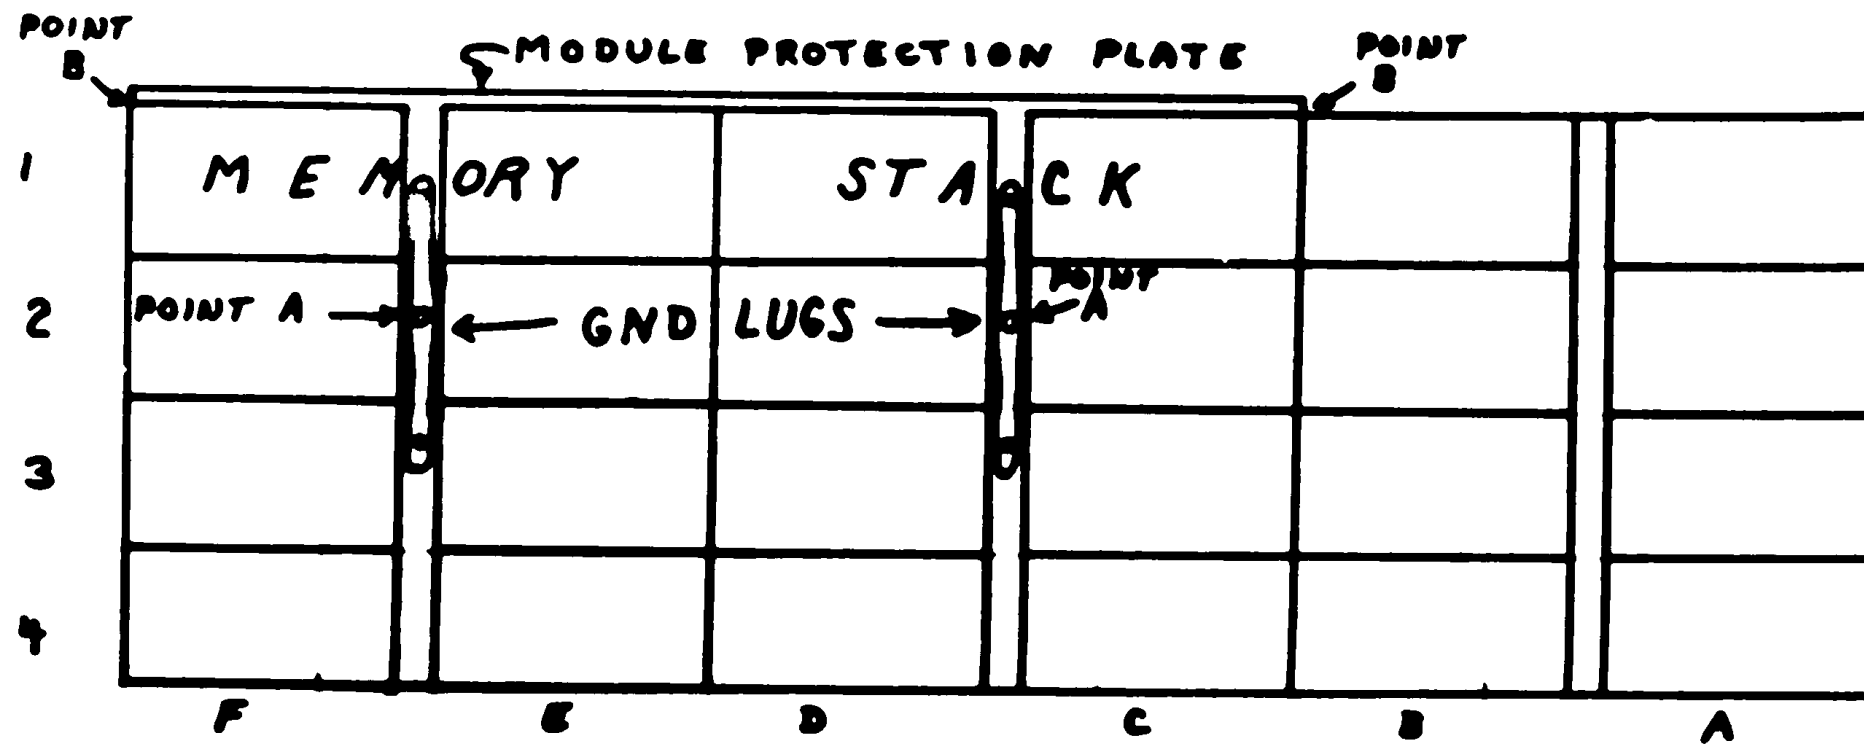 POINT
B
MODULE PROTECTION PLATE
POINT
B
1
MEMORY STACK
2
POINT A
GND LUGS
POINT
A
3
4
F E D C B A